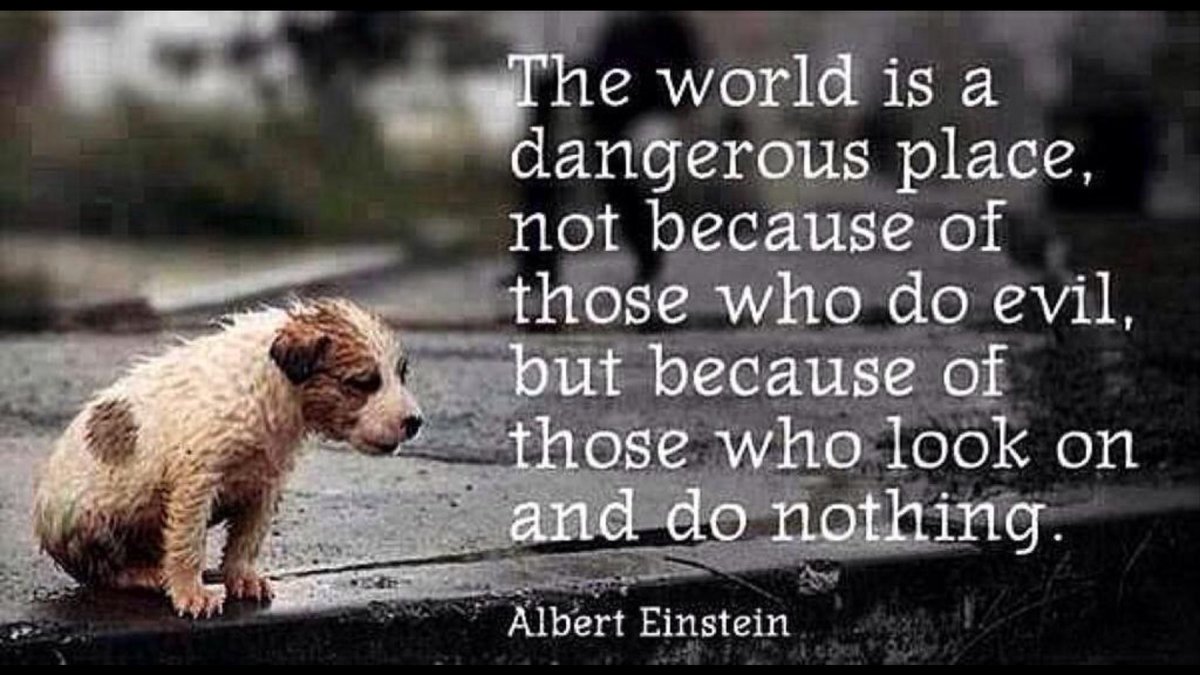 The world is a
dangerous place,
not because of
those who do evil,
but because of
those who look on
and do nothing.
Albert Einstein